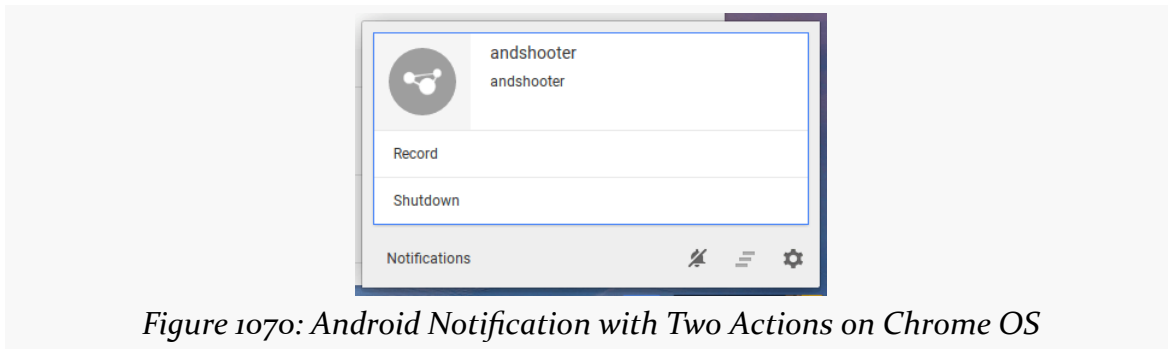 andshooter
andshooter
Record
Shutdown
Notifications
Figure 1070: Android Notification with Two Actions on Chrome OS